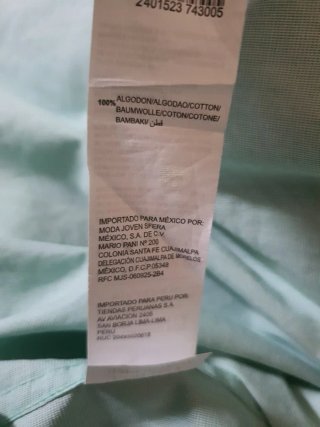 2401523 743005
100% ALGODON/ALGODAO/COTTON/
BAUMWOLLE/COTON/COTONE/
BAMBAKI/ قطن
IMPORTADO PARA MÉXICO POR:
MODA JOVEN SFERA
MÉXICO, S.A. DE C.V.
MARIO PANI Nº 200
COLONIA SANTA FE CUAJIMALPA,
DELEGACIÓN CUAJIMALPA DE MORELOS
MÉXICO, D.F.C.P.05348
RFC MJS-060925-2B4
IMPORTADO PARA PERU POR:
TIENDAS PERUANAS S.A.
AV AVIACION 2405
SAN BORJA LIMA-LIMA
PERU
RUC